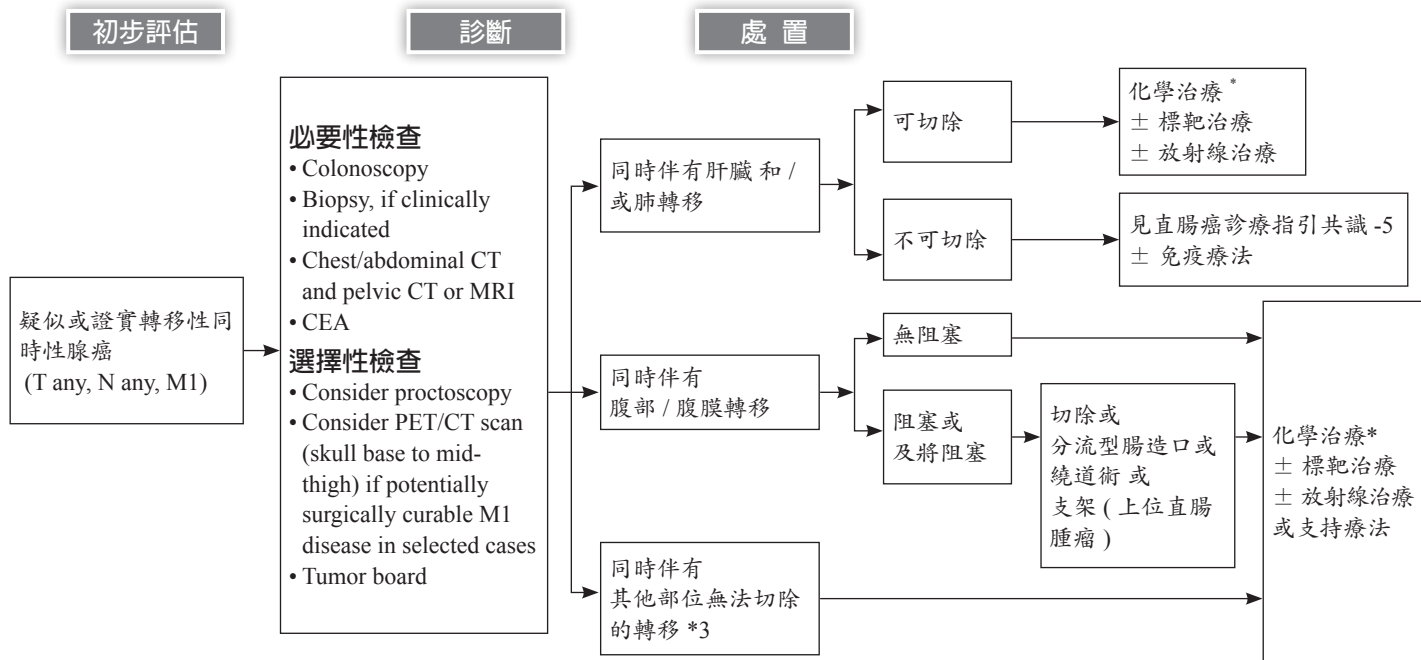 初步評估
診斷
處 置
疑似或證實轉移性同
時性腺癌
(T any, N any, M1)
必要性檢查
• Colonoscopy
• Biopsy, if clinically
indicated
• Chest/abdominal CT
and pelvic CT or MRI
• CEA
選擇性檢查
• Consider proctoscopy
• Consider PET/CT scan
(skull base to mid-
thigh) if potentially
surgically curable M1
disease in selected cases
• Tumor board
同時伴有肝臟 和 /
或肺轉移
可切除
化學治療 *
± 標靶治療
± 放射線治療
不可切除
見直腸癌診療指引共識 -5
± 免疫療法
同時伴有
腹部 / 腹膜轉移
無阻塞
阻塞或
及將阻塞
切除或
分流型腸造口或
繞道術 或
支架 ( 上位直腸
腫瘤 )
同時伴有
其他部位無法切除
的轉移 *3
化學治療*
± 標靶治療
± 放射線治療
或支持療法